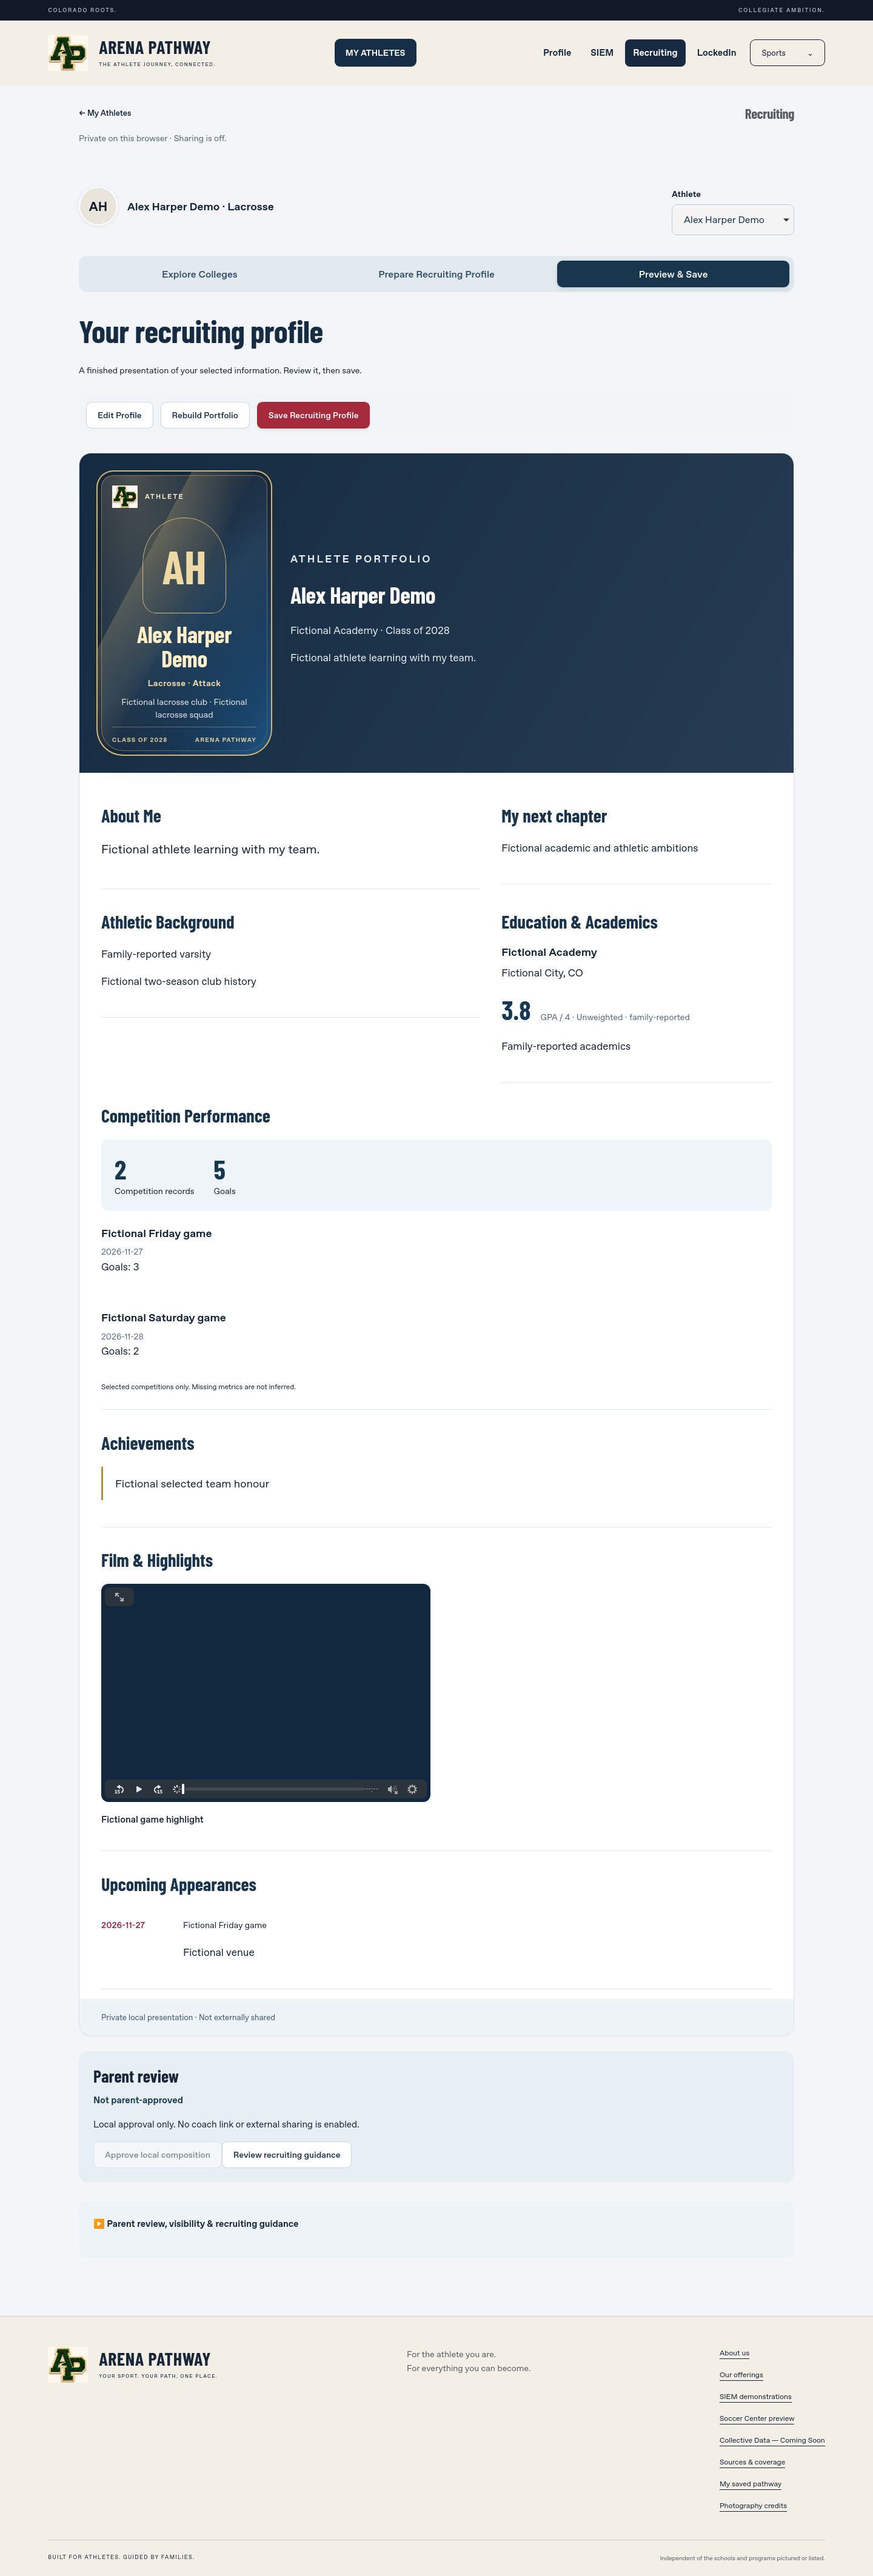 COLORADO ROOTS.
COLLEGIATE AMBITION.
AP
ARENA PATHWAY
THE ATHLETE JOURNEY, CONNECTED.
MY ATHLETES
Profile
SIEM
Recruiting
LockedIn
Sports
← My Athletes
Recruiting
Private on this browser · Sharing is off.
AH
Alex Harper Demo · Lacrosse
Athlete
Alex Harper Demo
Explore Colleges
Prepare Recruiting Profile
Preview & Save
Your recruiting profile
A finished presentation of your selected information. Review it, then save.
Edit Profile
Rebuild Portfolio
Save Recruiting Profile
AP
ATHLETE
AH
Alex Harper
Demo
Lacrosse · Attack
Fictional lacrosse club · Fictional
lacrosse squad
CLASS OF 2028
ARENA PATHWAY
ATHLETE PORTFOLIO
Alex Harper Demo
Fictional Academy · Class of 2028
Fictional athlete learning with my team.
About Me
Fictional athlete learning with my team.
My next chapter
Fictional academic and athletic ambitions
Athletic Background
Family-reported varsity
Fictional two-season club history
Education & Academics
Fictional Academy
Fictional City, CO
3.8 GPA / 4 · Unweighted · family-reported
Family-reported academics
Competition Performance
2
Competition records
5
Goals
Fictional Friday game
2026-11-27
Goals: 3
Fictional Saturday game
2026-11-28
Goals: 2
Selected competitions only. Missing metrics are not inferred.
Achievements
Fictional selected team honour
Film & Highlights
15
15
Fictional game highlight
Upcoming Appearances
2026-11-27
Fictional Friday game
Fictional venue
Private local presentation · Not externally shared
Parent review
Not parent-approved
Local approval only. No coach link or external sharing is enabled.
Approve local composition
Review recruiting guidance
Parent review, visibility & recruiting guidance
AP
ARENA PATHWAY
YOUR SPORT. YOUR PATH. ONE PLACE.
For the athlete you are.
For everything you can become.
About us
Our offerings
SIEM demonstrations
Soccer Center preview
Collective Data — Coming Soon
Sources & coverage
My saved pathway
Photography credits
BUILT FOR ATHLETES. GUIDED BY FAMILIES.
Independent of the schools and programs pictured or listed.